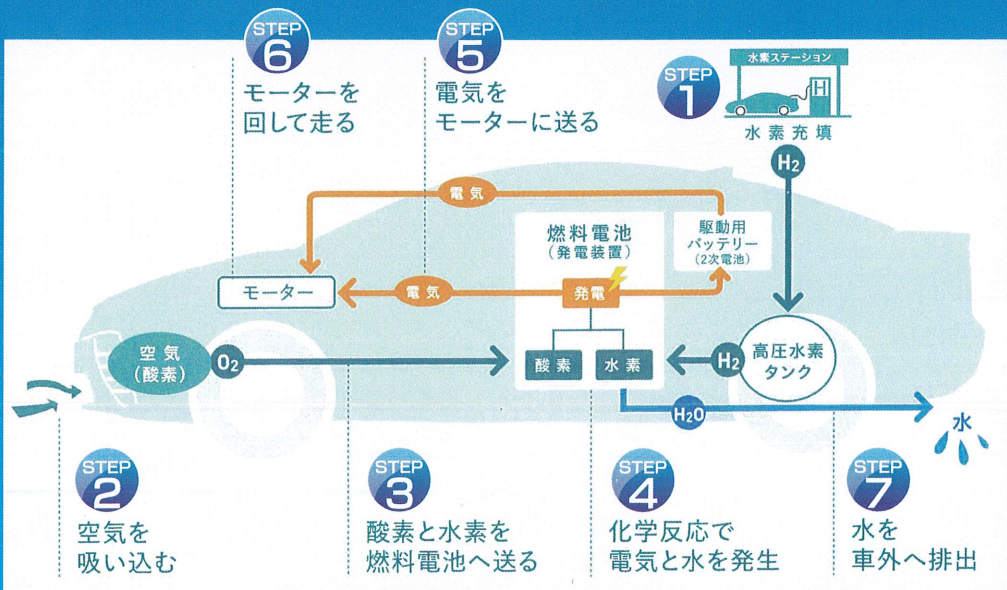 STEP
6
モーターを
回して走る
STEP
5
電気を
モーターに送る
STEP
1
水素ステーション
H
水素充填
H2
電気
燃料電池
(発電装置)
駆動用
バッテリー
(2次電池)
モーター
電気
発電
空気
(酸素)
O2
酸素
水素
H2
高圧水素
タンク
H2O
水
STEP
2
空気を
吸い込む
STEP
3
酸素と水素を
燃料電池へ送る
STEP
4
化学反応で
電気と水を発生
STEP
7
水を
車外へ排出